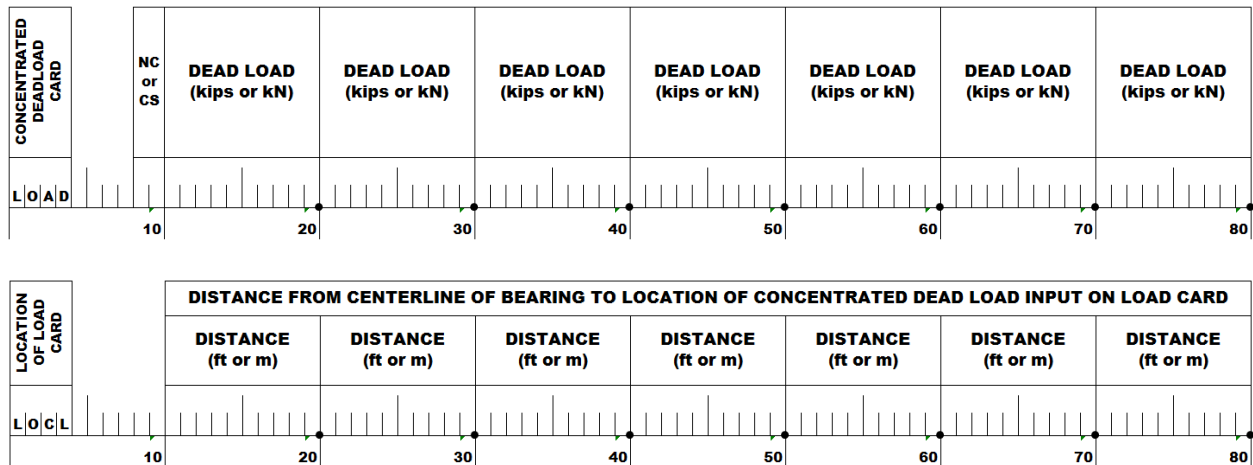 CONCENTRATED
DEADLOAD
CARD
NC
or
CS
DEAD LOAD
(kips or kN)
DEAD LOAD
(kips or kN)
DEAD LOAD
(kips or kN)
DEAD LOAD
(kips or kN)
DEAD LOAD
(kips or kN)
DEAD LOAD
(kips or kN)
DEAD LOAD
(kips or kN)
L O A D
10 20 30 40 50 60 70 80
LOCATION
OF LOAD
CARD
DISTANCE FROM CENTERLINE OF BEARING TO LOCATION OF CONCENTRATED DEAD LOAD INPUT ON LOAD CARD
DISTANCE
(ft or m)
DISTANCE
(ft or m)
DISTANCE
(ft or m)
DISTANCE
(ft or m)
DISTANCE
(ft or m)
DISTANCE
(ft or m)
DISTANCE
(ft or m)
L O C L
10 20 30 40 50 60 70 80